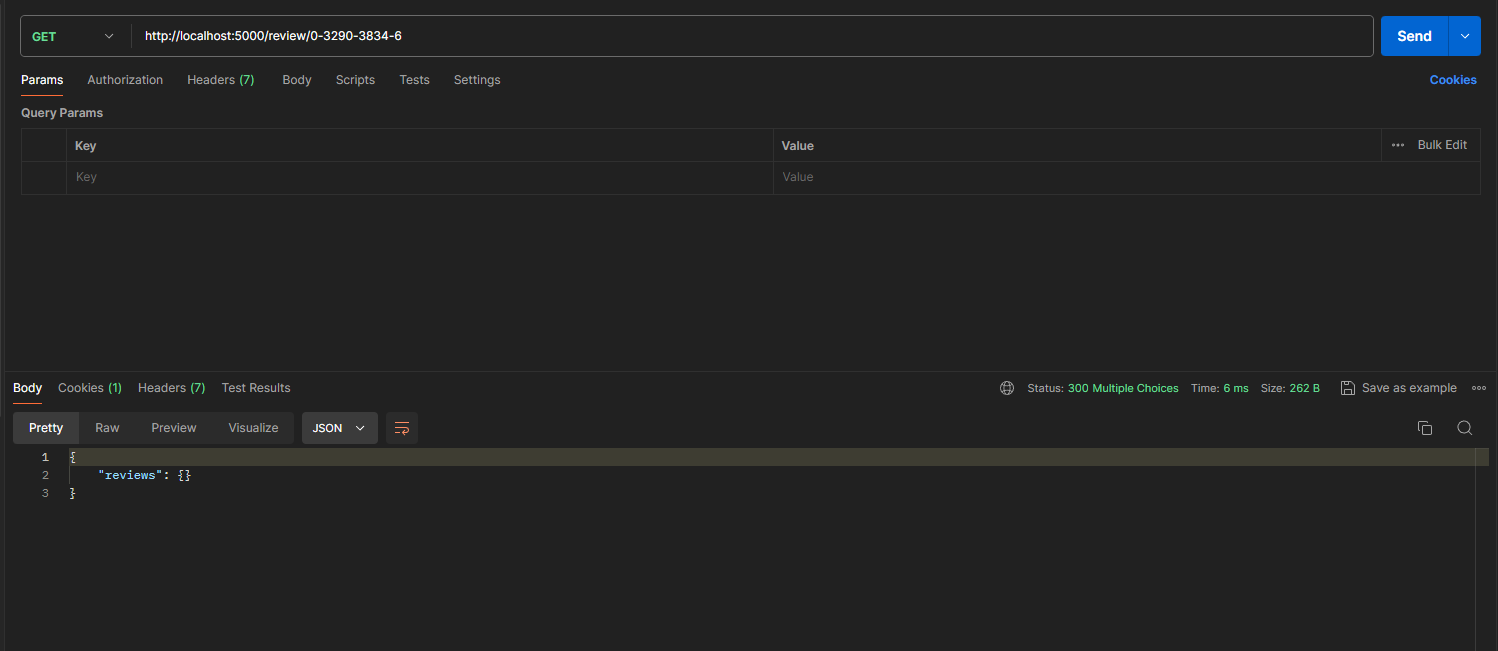 GET http://localhost:5000/review/0-3290-3834-6 Send
Params Authorization Headers (7) Body Scripts Tests Settings Cookies
Query Params
Key Value ••• Bulk Edit
Key Value
Body Cookies (1) Headers (7) Test Results Status: 300 Multiple Choices Time: 6 ms Size: 262 B Save as example
Pretty Raw Preview Visualize JSON
1 {
2 "reviews": {}
3 }